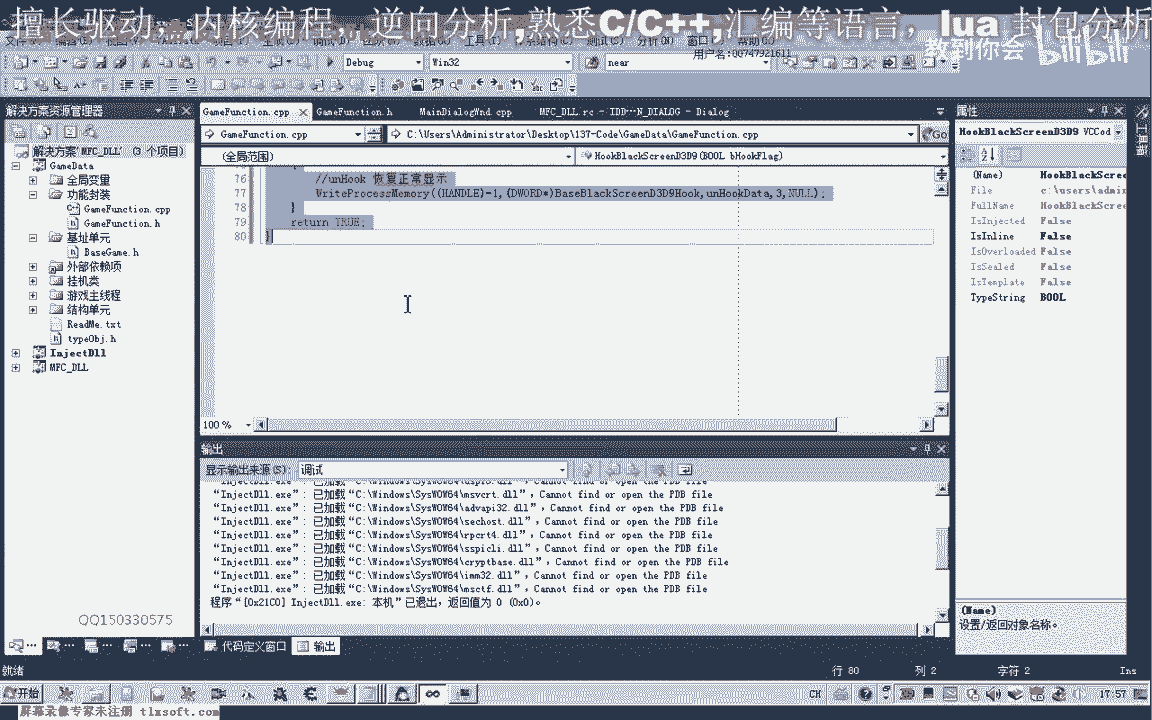 擅长驱动，内核编程，逆向分析,熟悉C/C++,汇编等语言， lua 封包分析
教到你会 bilibili
用户名:
Debug Win32 near
解决方案资源管理器
解决方案"MFC_DLL" (3 个项目)
GameData
全局变量
功能封装
GameFunction.cpp
GameFunction.h
基址单元
BaseGame.h
外部依赖项
挂机类
游戏主线程
结构单元
ReadMe.txt
typeObj.h
InjectDll
MFC_DLL
QQ150330575
GameFunction.cpp GameFunction.h MainDialogWnd.cpp MFC_DLL.rc - IDD···N_DIALOG - Dialog
GameFunction.cpp C:\Users\Administrator\Desktop\137-Code\GameData\GameFunction.cpp Go
(全局范围) HookBlackScreenD3D9(BOOL bHookFlag)
76 //unHook 恢复正常显示
77 WriteProcessMemory((HANDLE)-1,(DWORD*)BaseBlackScreenD3D9Hook,unHookData,3,NULL);
78 }
79 return TRUE;
80 }
100 %
输出
显示输出来源(S): 调试
"InjectDll.exe": 已加载"C:\Windows\SysWOW64\msvcrt.dll"，Cannot find or open the PDB file
"InjectDll.exe": 已加载"C:\Windows\SysWOW64\advapi32.dll"，Cannot find or open the PDB file
"InjectDll.exe": 已加载"C:\Windows\SysWOW64\sechost.dll"，Cannot find or open the PDB file
"InjectDll.exe": 已加载"C:\Windows\SysWOW64\rpcrt4.dll"，Cannot find or open the PDB file
"InjectDll.exe": 已加载"C:\Windows\SysWOW64\sspicli.dll"，Cannot find or open the PDB file
"InjectDll.exe": 已加载"C:\Windows\SysWOW64\cryptbase.dll"，Cannot find or open the PDB file
"InjectDll.exe": 已加载"C:\Windows\SysWOW64\imm32.dll"，Cannot find or open the PDB file
"InjectDll.exe": 已加载"C:\Windows\SysWOW64\msctf.dll"，Cannot find or open the PDB file
程序"[0x21C0] InjectDll.exe: 本机"已退出，返回值为 0 (0x0)。
代码定义窗口 输出
属性
HookBlackScreenD3D9 VCCod
(Name) HookBlackScree
File c:\users\admi
FullName HookBlackScree
IsInjected False
IsInline False
IsOverloaded False
IsSealed False
IsTemplate False
TypeString BOOL
(Name)
设置/返回对象名称。
工具箱
就绪 行 80 列 2 字符 2 Ins
开始 CH 17:57
屏幕录像专家未注册 tlxsoft.com